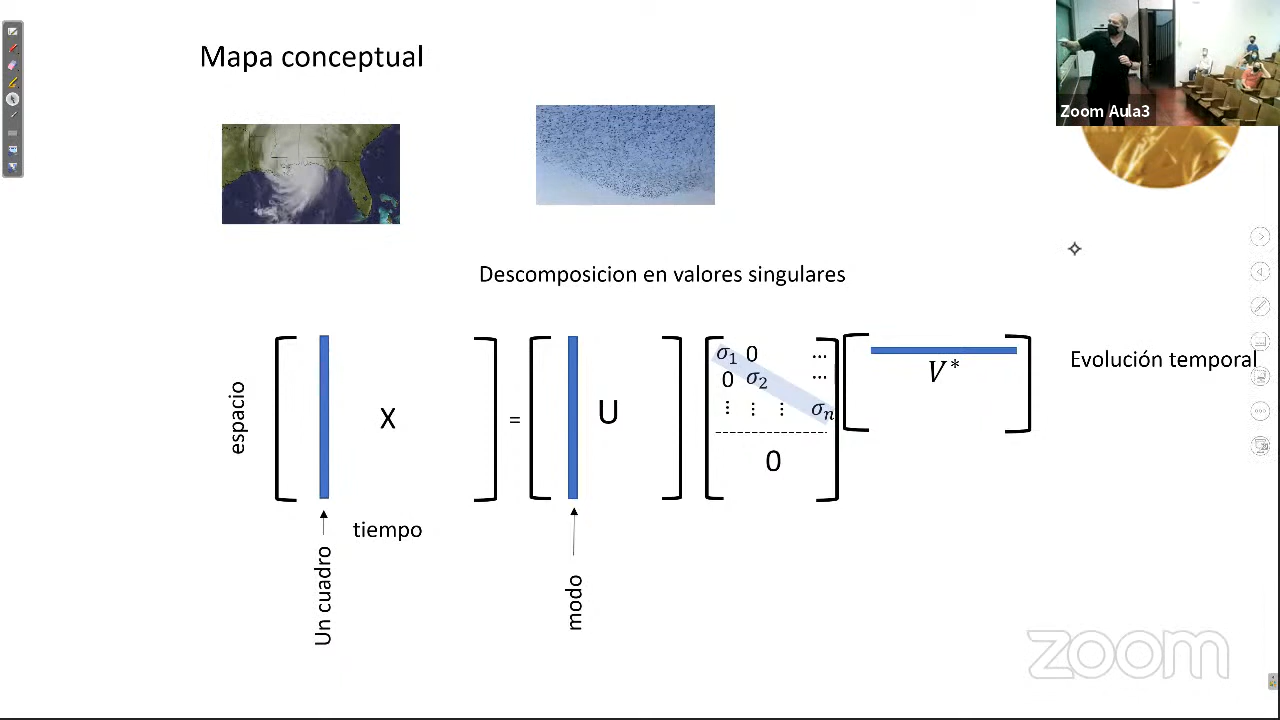 Mapa conceptual
Zoom Aula3
Descomposicion en valores singulares
espacio
X
=
U
σ1 0 ...
0 σ2 ...
⋮ ⋮ ⋮ σn
0
V*
Evolución temporal
tiempo
Un cuadro
modo
zoom